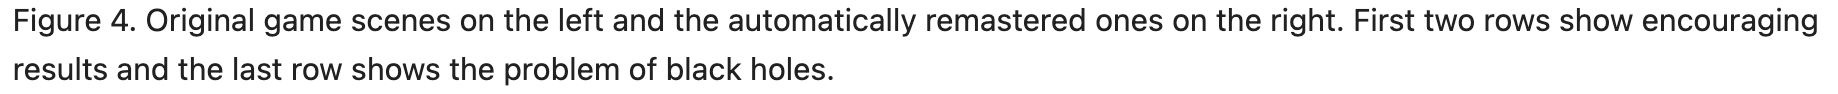 Figure 4. Original game scenes on the left and the automatically remastered ones on the right. First two rows show encouraging
results and the last row shows the problem of black holes.